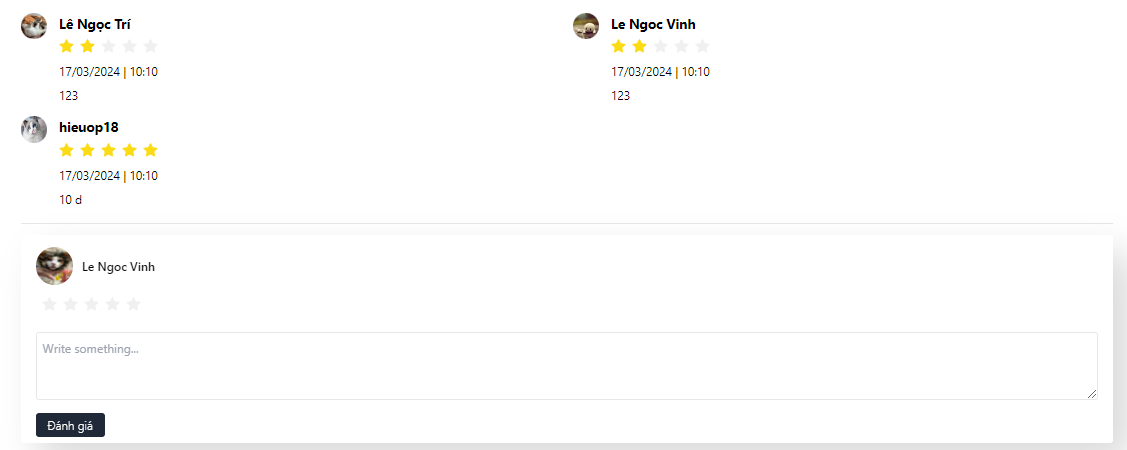 Lê Ngọc Trí
17/03/2024 | 10:10
123
Le Ngoc Vinh
17/03/2024 | 10:10
123
hieuop18
17/03/2024 | 10:10
10 d
Le Ngoc Vinh
Write something...
Đánh giá